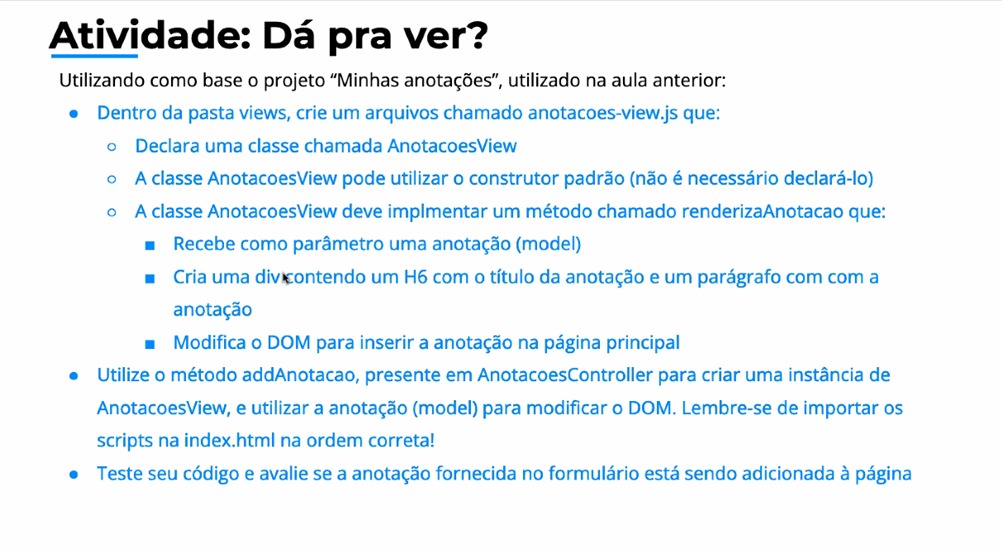 Atividade: Dá pra ver?
Utilizando como base o projeto “Minhas anotações”, utilizado na aula anterior:
● Dentro da pasta views, crie um arquivos chamado anotacoes-view.js que:
○ Declara uma classe chamada AnotacoesView
○ A classe AnotacoesView pode utilizar o construtor padrão (não é necessário declará-lo)
○ A classe AnotacoesView deve implmentar um método chamado renderizaAnotacao que:
■ Recebe como parâmetro uma anotação (model)
■ Cria uma div contendo um H6 com o título da anotação e um parágrafo com com a
anotação
■ Modifica o DOM para inserir a anotação na página principal
● Utilize o método addAnotacao, presente em AnotacoesController para criar uma instância de
AnotacoesView, e utilizar a anotação (model) para modificar o DOM. Lembre-se de importar os
scripts na index.html na ordem correta!
● Teste seu código e avalie se a anotação fornecida no formulário está sendo adicionada à página